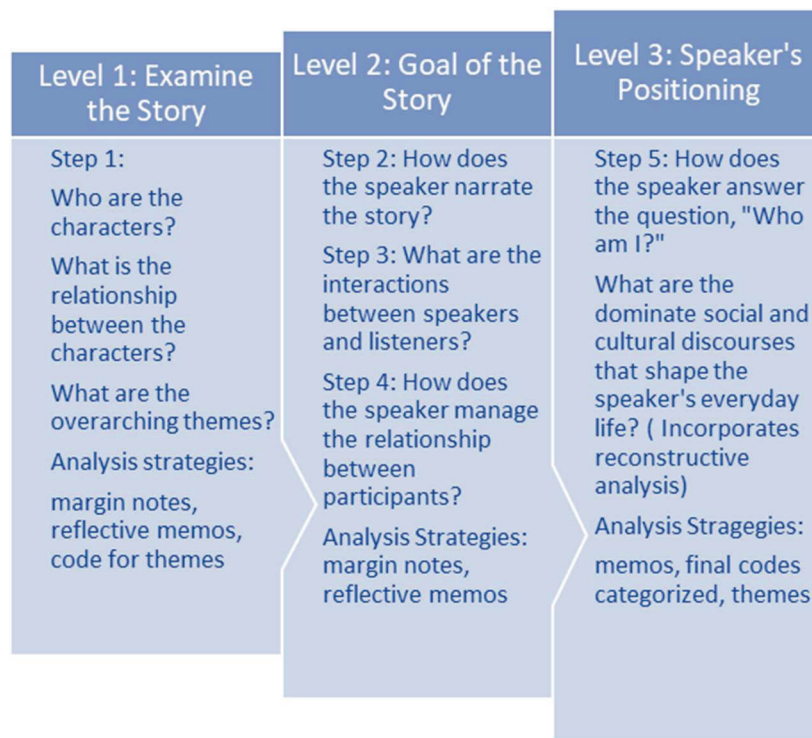 Level 1: Examine
the Story
Step 1:
Who are the
characters?
What is the
relationship
between the
characters?
What are the
overarching themes?
Analysis strategies:
margin notes,
reflective memos,
code for themes
Level 2: Goal of the
Story
Step 2: How does
the speaker narrate
the story?
Step 3: What are the
interactions
between speakers
and listeners?
Step 4: How does
the speaker manage
the relationship
between
participants?
Analysis Strategies:
margin notes,
reflective memos
Level 3: Speaker's
Positioning
Step 5: How does
the speaker answer
the question, "Who
am I?"
What are the
dominate social and
cultural discourses
that shape the
speaker's everyday
life? ( Incorporates
reconstructive
analysis)
Analysis Stragegies:
memos, final codes
categorized, themes